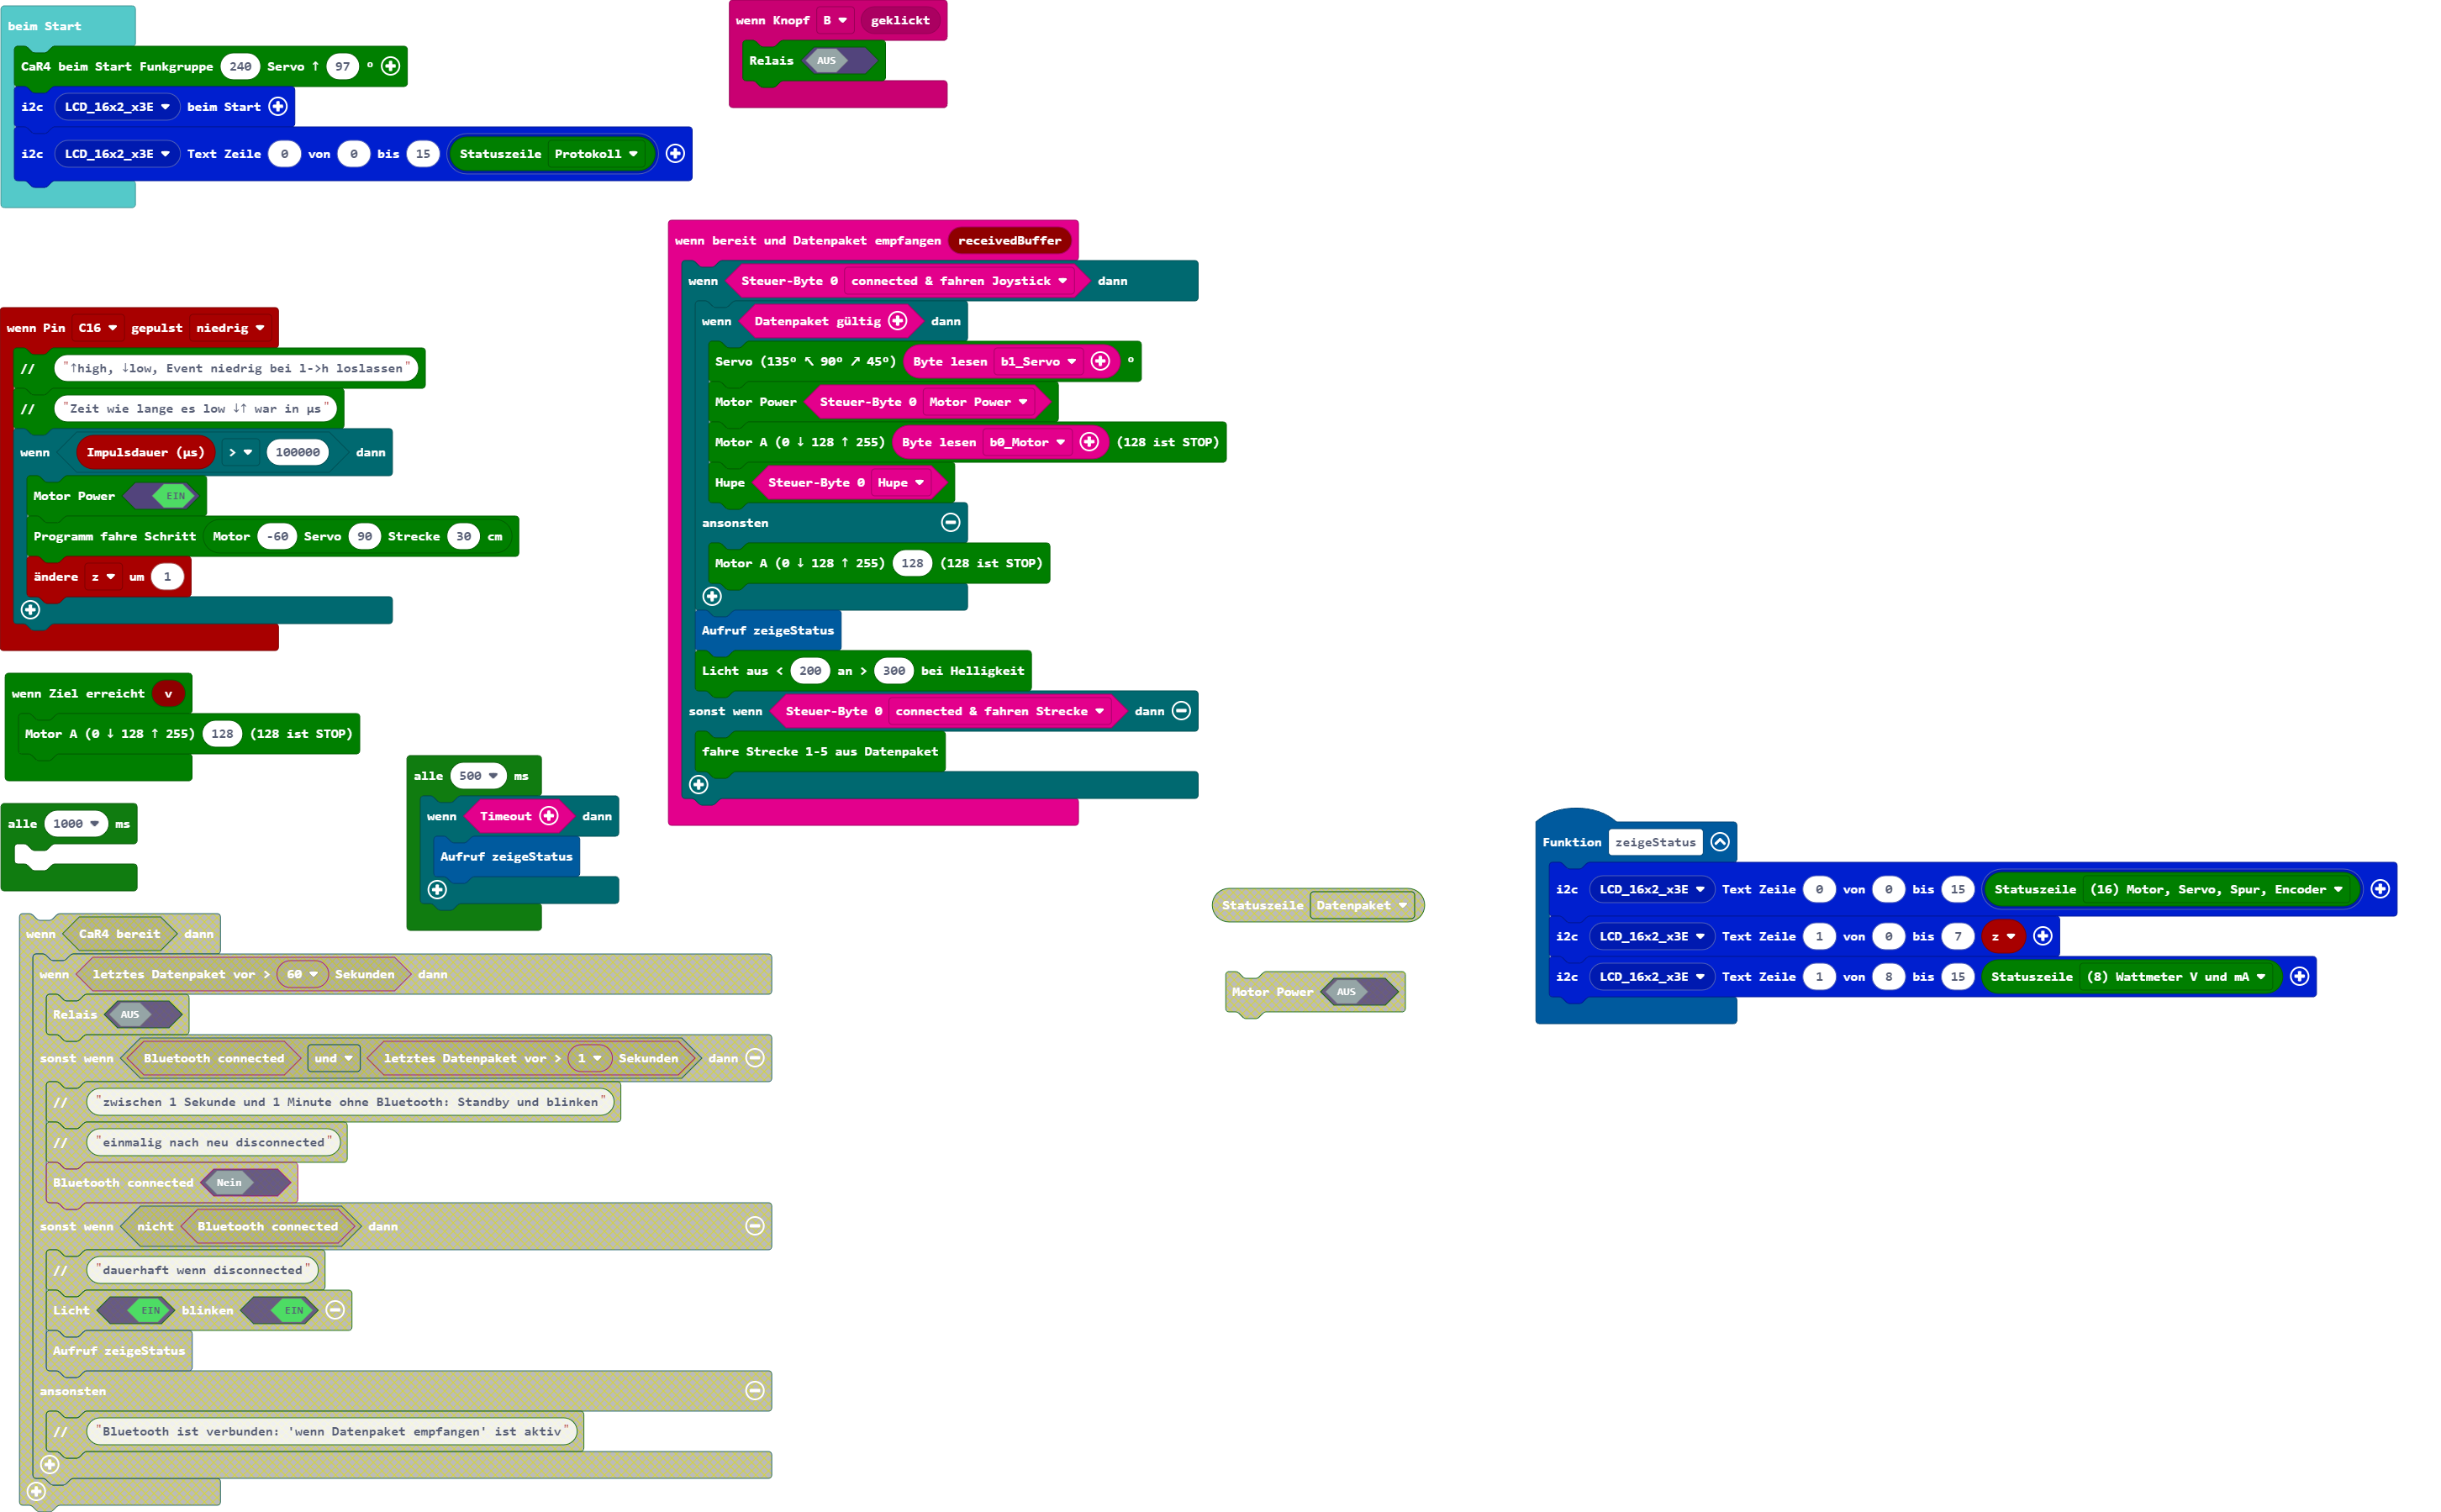 beim Start
CaR4 beim Start Funkgruppe 240 Servo ↑ 97 °
i2c LCD_16x2_x3E beim Start
i2c LCD_16x2_x3E Text Zeile 0 von 0 bis 15 Statuszeile Protokoll
wenn Knopf B geklickt
Relais AUS
wenn Pin C16 gepulst niedrig
// "↑high, ↓low, Event niedrig bei l->h loslassen"
// "Zeit wie lange es low ↓↑ war in µs"
wenn Impulsdauer (µs) > 100000 dann
Motor Power EIN
Programm fahre Schritt Motor -60 Servo 90 Strecke 30 cm
ändere z um 1
wenn Ziel erreicht v
Motor A (0 ↓ 128 ↑ 255) 128 (128 ist STOP)
alle 1000 ms
alle 500 ms
wenn Timeout dann
Aufruf zeigeStatus
wenn bereit und Datenpaket empfangen receivedBuffer
wenn Steuer-Byte 0 connected & fahren Joystick dann
wenn Datenpaket gültig dann
Servo (135° ↖ 90° ↗ 45°) Byte lesen b1_Servo °
Motor Power Steuer-Byte 0 Motor Power
Motor A (0 ↓ 128 ↑ 255) Byte lesen b0_Motor (128 ist STOP)
Hupe Steuer-Byte 0 Hupe
ansonsten
Motor A (0 ↓ 128 ↑ 255) 128 (128 ist STOP)
Aufruf zeigeStatus
Licht aus < 200 an > 300 bei Helligkeit
sonst wenn Steuer-Byte 0 connected & fahren Strecke dann
fahre Strecke 1-5 aus Datenpaket
Funktion zeigeStatus
i2c LCD_16x2_x3E Text Zeile 0 von 0 bis 15 Statuszeile (16) Motor, Servo, Spur, Encoder
i2c LCD_16x2_x3E Text Zeile 1 von 0 bis 7 z
i2c LCD_16x2_x3E Text Zeile 1 von 8 bis 15 Statuszeile (8) Wattmeter V und mA
Statuszeile Datenpaket
Motor Power AUS
wenn CaR4 bereit dann
wenn letztes Datenpaket vor > 60 Sekunden dann
Relais AUS
sonst wenn Bluetooth connected und letztes Datenpaket vor > 1 Sekunden dann
// "zwischen 1 Sekunde und 1 Minute ohne Bluetooth: Standby und blinken"
// "einmalig nach neu disconnected"
Bluetooth connected Nein
sonst wenn nicht Bluetooth connected dann
// "dauerhaft wenn disconnected"
Licht EIN blinken EIN
Aufruf zeigeStatus
ansonsten
// "Bluetooth ist verbunden: 'wenn Datenpaket empfangen' ist aktiv"